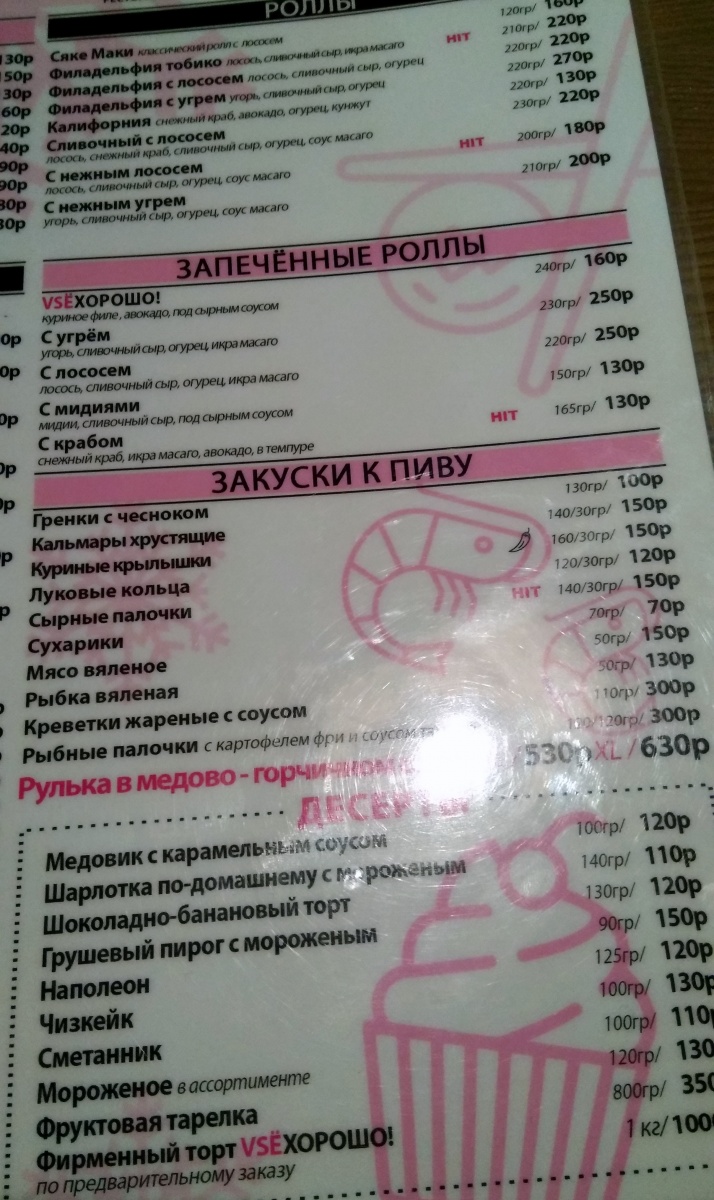 РОЛЛЫ
Сяке Маки классический ролл с лососем 120гр/ 160р
Филадельфия тобико лосось, сливочный сыр, икра масаго HIT 210гр/ 220р
Филадельфия с лососем лосось, сливочный сыр, огурец 220гр/ 220р
Филадельфия с угрем угорь, сливочный сыр, огурец 220гр/ 270р
Калифорния снежный краб, авокадо, огурец, кунжут 220гр/ 130р
Сливочный с лососем 230гр/ 220р
лосось, снежный краб, сливочный сыр, огурец, соус масаго
С нежным лососем HIT 200гр/ 180р
лосось, сливочный сыр, огурец, соус масаго
С нежным угрем 210гр/ 200р
угорь, сливочный сыр, огурец, соус масаго
ЗАПЕЧЁННЫЕ РОЛЛЫ
VSЁХОРОШО! 240гр/ 160р
куриное филе, авокадо, под сырным соусом
С угрём 230гр/ 250р
угорь, сливочный сыр, огурец, икра масаго
С лососем 220гр/ 250р
лосось, сливочный сыр, огурец, икра масаго
С мидиями 150гр/ 130р
мидии, сливочный сыр, под сырным соусом
С крабом HIT 165гр/ 130р
снежный краб, икра масаго, авокадо, в темпуре
ЗАКУСКИ К ПИВУ
Гренки с чесноком 130гр/ 100р
Кальмары хрустящие 140/30гр/ 150р
Куриные крылышки 160/30гр/ 150р
Луковые кольца 120/30гр/ 120р
Сырные палочки HIT 140/30гр/ 150р
Сухарики 70гр/ 70р
Мясо вяленое 50гр/ 150р
Рыбка вяленая 50гр/ 130р
Креветки жареные с соусом 110гр/ 300р
Рыбные палочки с картофелем фри и соусом 300р
Рулька в медово - горчичном 530р XL / 630р
ДЕСЕРТЫ
Медовик с карамельным соусом 100гр/ 120р
Шарлотка по-домашнему с мороженым 140гр/ 110р
Шоколадно-банановый торт 130гр/ 120р
Грушевый пирог с мороженым 90гр/ 150р
Наполеон 125гр/ 120р
Чизкейк 100гр/ 130р
Сметанник 100гр/ 110
Мороженое в ассортименте 120гр/ 130
Фруктовая тарелка 800гр/ 350
Фирменный торт VSЁХОРОШО! 1 кг/ 1000
по предварительному заказу